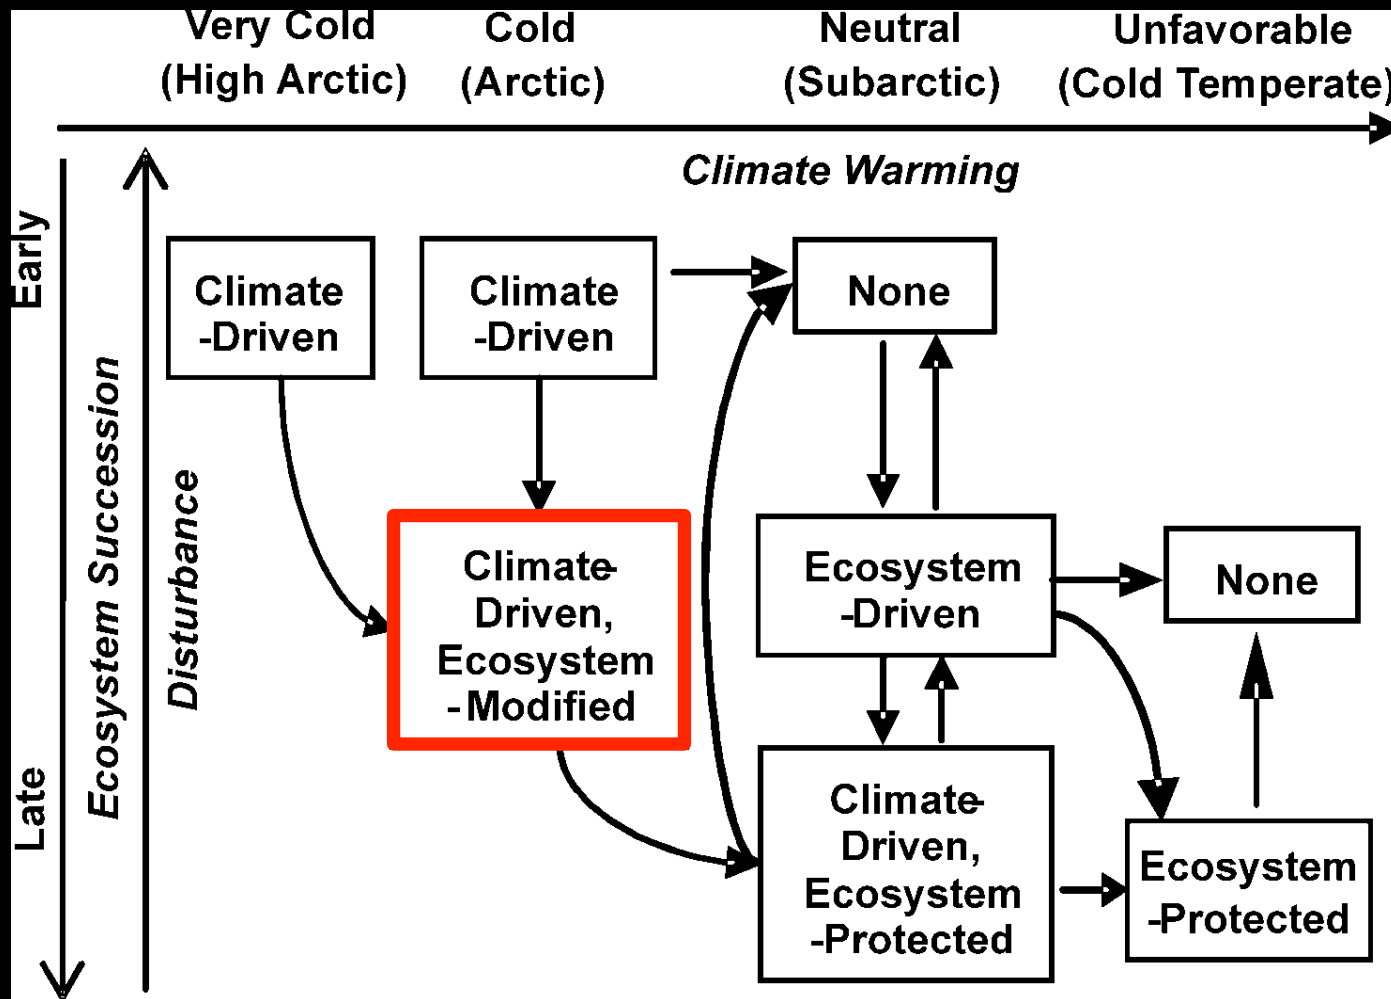 Very Cold
(High Arctic)
Cold
(Arctic)
Neutral
(Subarctic)
Unfavorable
(Cold Temperate)
Climate Warming
Early
Late
Ecosystem Succession
Disturbance
Climate
-Driven
Climate
-Driven
None
Climate-
Driven,
Ecosystem
-Modified
Ecosystem
-Driven
None
Climate-
Driven,
Ecosystem
-Protected
Ecosystem
-Protected